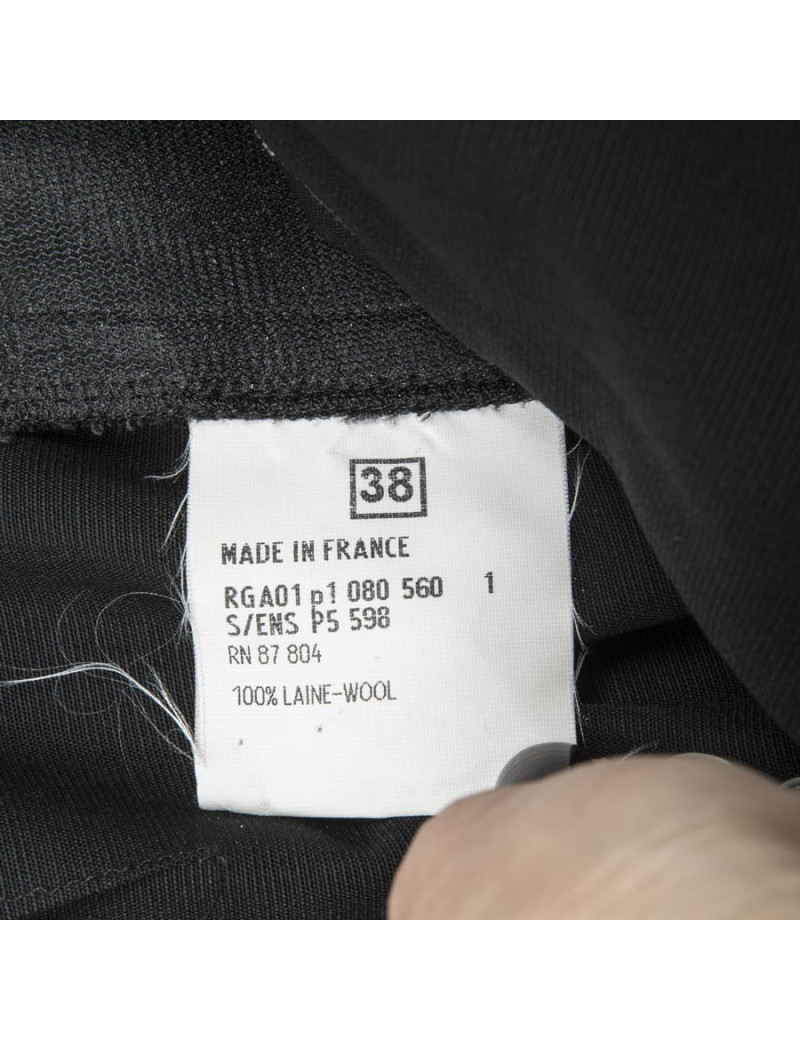 38
MADE IN FRANCE
RGA01 p1 080 560 1
S/ENS P5 598
RN 87 804
100% LAINE-WOOL